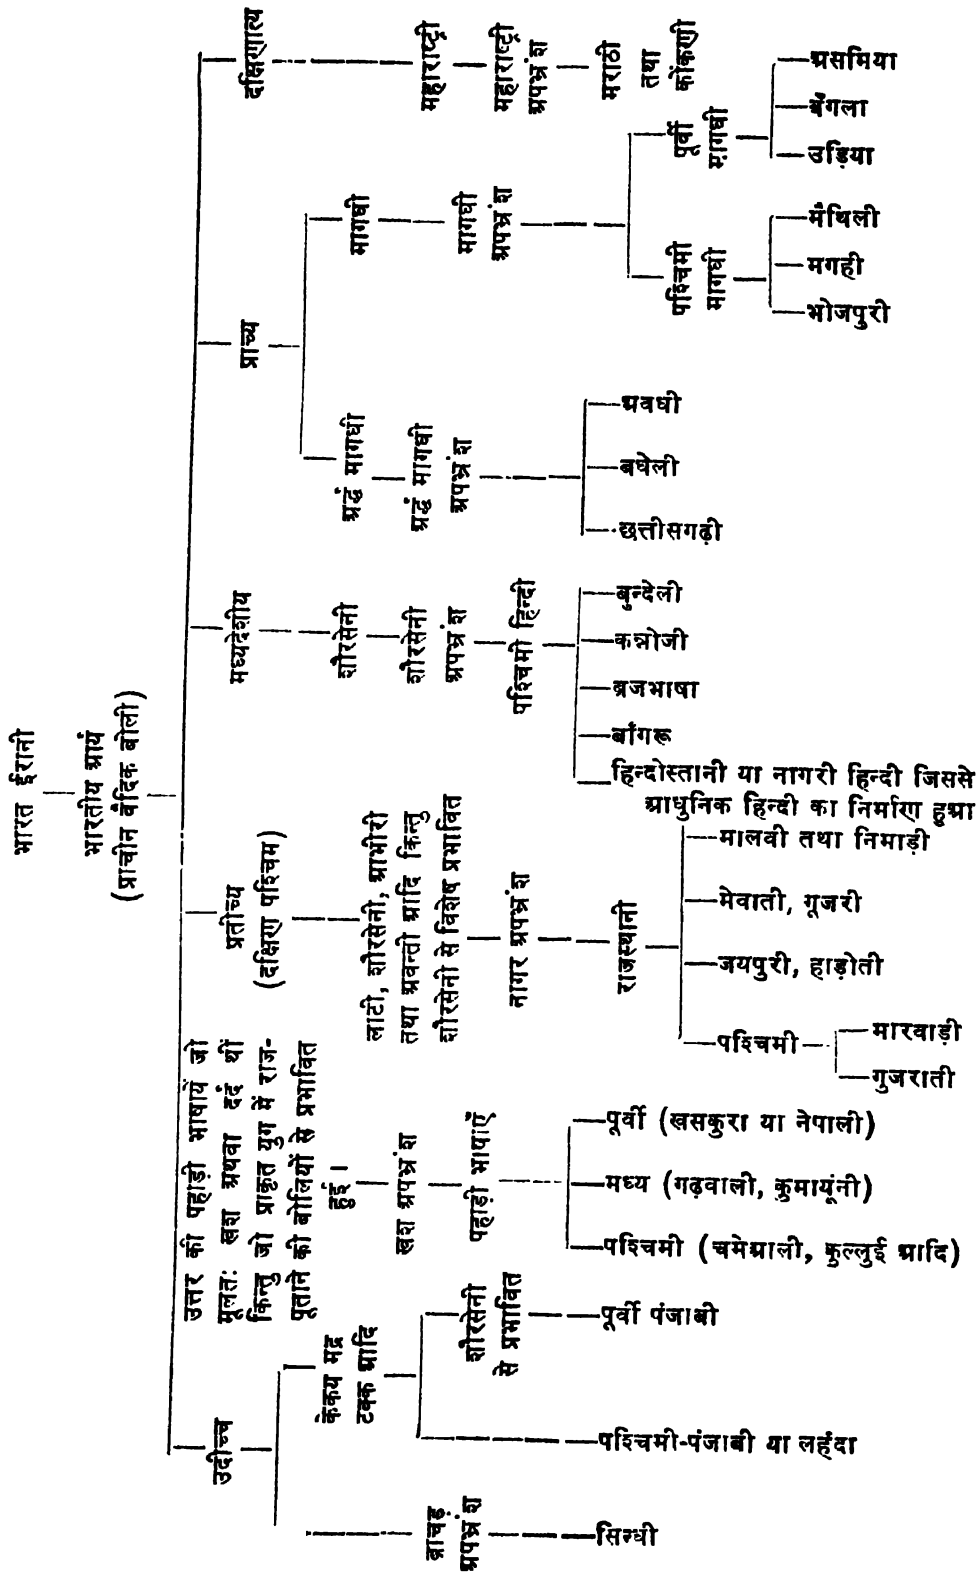 भारत ईरानी
भारतीय आर्य
(प्राचीन वैदिक बोली)
उदीच्य
ब्राचड़
अपभ्रंश
सिन्धी
केकय मद्र
टक्क आदि
पश्चिमी-पंजाबी या लहंदा
शौरसेनी
से प्रभावित
पूर्वी पंजाबी
उत्तर की पहाड़ी भाषायें जो
मूलतः खश अथवा दर्द थीं
किन्तु जो प्राकृत युग में राज-
पूताने की बोलियों से प्रभावित
हुईं।
खश अपभ्रंश
पहाड़ी भाषाएँ
पश्चिमी (चमेआली, कुल्लुई आदि)
मध्य (गढ़वाली, कुमायूंनी)
पूर्वी (खसकुरा या नेपाली)
प्रतीच्य
(दक्षिण पश्चिम)
लाटी, शौरसेनी, आभीरी
तथा अवन्ती आदि किन्तु
शौरसेनी से विशेष प्रभावित
नागर अपभ्रंश
राजस्थानी
पश्चिमी
गुजराती
मारवाड़ी
जयपुरी, हाड़ोती
मेवाती, गूजरी
मालवी तथा निमाड़ी
मध्यदेशीय
शौरसेनी
शौरसेनी
अपभ्रंश
पश्चिमी हिन्दी
हिन्दोस्तानी या नागरी हिन्दी जिससे
आधुनिक हिन्दी का निर्माण हुआ
बाँगरू
ब्रजभाषा
कन्नोजी
बुन्देली
प्राच्य
अर्द्ध मागधी
अर्द्ध मागधी
अपभ्रंश
छत्तीसगढ़ी
बघेली
अवधी
मागधी
मागधी
अपभ्रंश
पश्चिमी
मागधी
भोजपुरी
मगही
मैथिली
पूर्वी
मागधी
उड़िया
बँगला
असमिया
दक्षिणात्य
महाराष्ट्री
महाराष्ट्री
अपभ्रंश
मराठी
तथा
कोंकणी